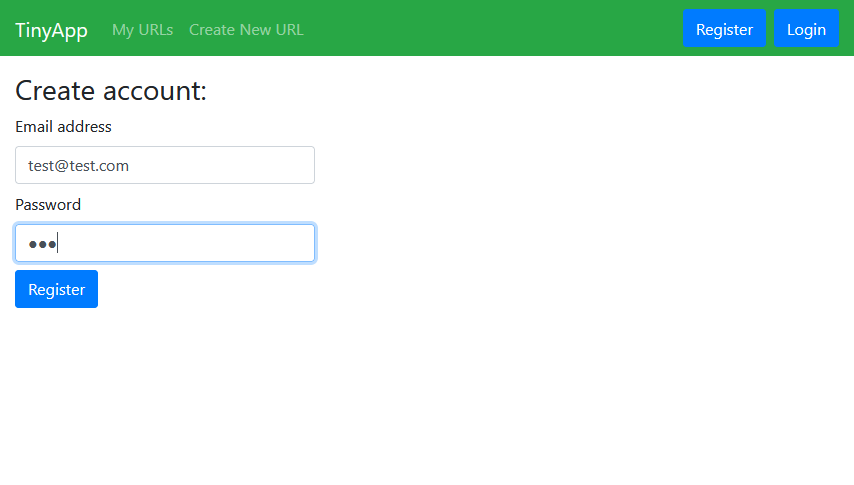 TinyApp My URLs Create New URL Register Login
Create account:
Email address
test@test.com
Password
●●●
Register